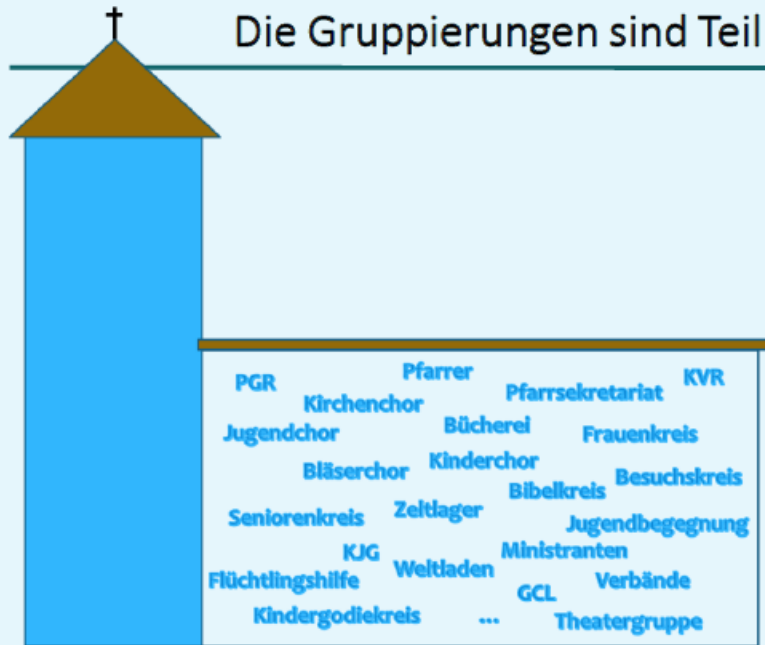 Die Gruppierungen sind Teil
Pfarrer
PGR
KVR
Pfarrsekretariat
Kirchenchor
Jugendchor
Bücherei
Frauenkreis
Bläserchor
Kinderchor
Besuchskreis
Bibelkreis
Seniorenkreis
Zeltlager
Jugendbegegnung
KJG
Ministranten
Flüchtlingshilfe
Weltladen
Verbände
GCL
Kindergodiekreis
...
Theatergruppe